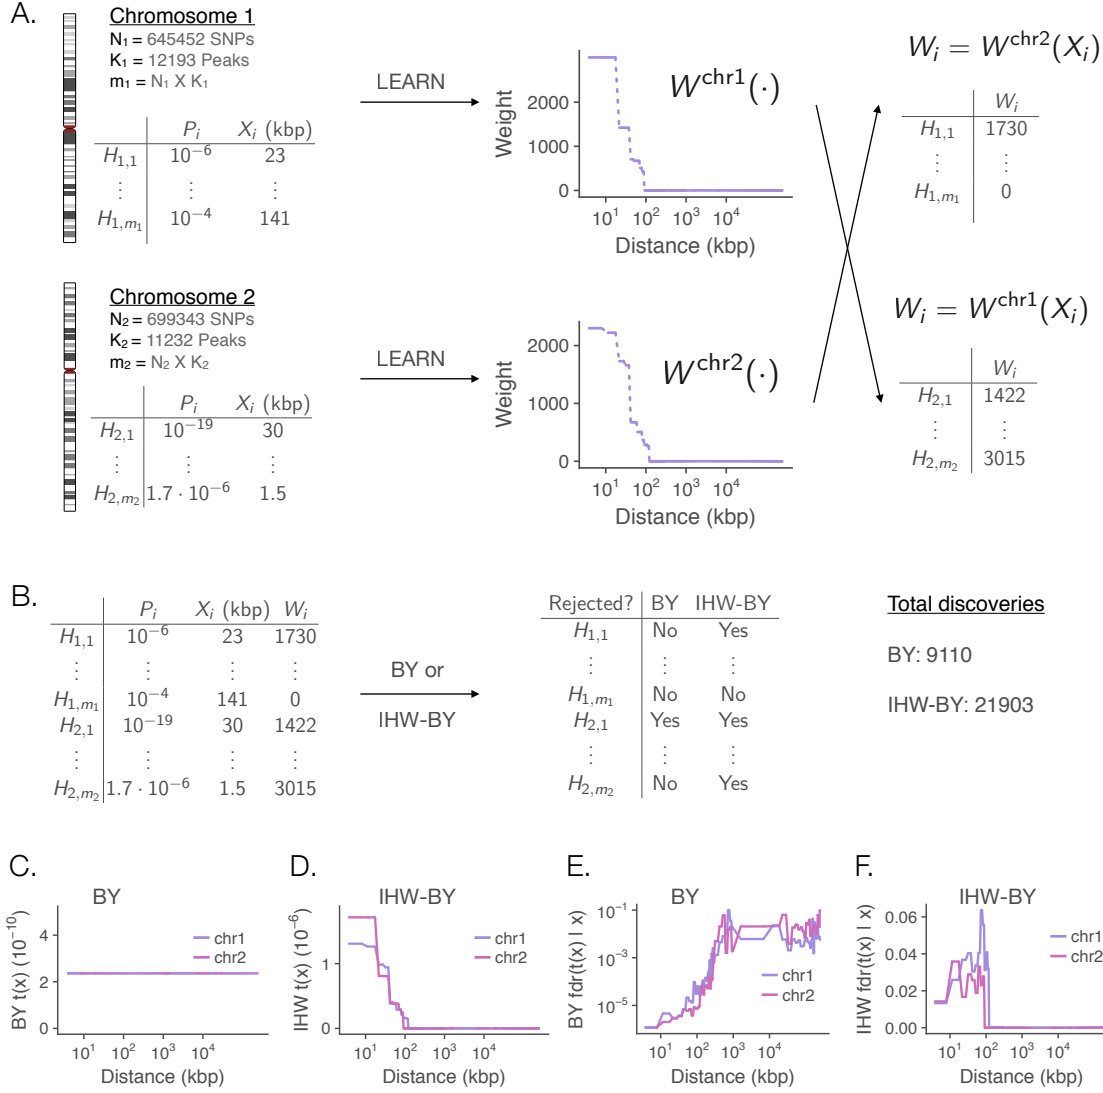 A.
Chromosome 1
N₁ = 645452 SNPs
K₁ = 12193 Peaks
m₁ = N₁ X K₁
Pᵢ Xᵢ (kbp)
H₁,₁ 10⁻⁶ 23
⋮ ⋮ ⋮
H₁,ₘ₁ 10⁻⁴ 141
LEARN
Weight
2000
1000
0
10¹ 10² 10³ 10⁴
Distance (kbp)
W^chr1(·)
Wᵢ = W^chr2(Xᵢ)
Wᵢ
H₁,₁ 1730
⋮ ⋮
H₁,ₘ₁ 0
Chromosome 2
N₂ = 699343 SNPs
K₂ = 11232 Peaks
m₂ = N₂ X K₂
Pᵢ Xᵢ (kbp)
H₂,₁ 10⁻¹⁹ 30
⋮ ⋮ ⋮
H₂,ₘ₂ 1.7 · 10⁻⁶ 1.5
LEARN
Weight
2000
1000
0
10¹ 10² 10³ 10⁴
Distance (kbp)
W^chr2(·)
Wᵢ = W^chr1(Xᵢ)
Wᵢ
H₂,₁ 1422
⋮ ⋮
H₂,ₘ₂ 3015
B.
Pᵢ Xᵢ (kbp) Wᵢ
H₁,₁ 10⁻⁶ 23 1730
⋮ ⋮ ⋮ ⋮
H₁,ₘ₁ 10⁻⁴ 141 0
H₂,₁ 10⁻¹⁹ 30 1422
⋮ ⋮ ⋮ ⋮
H₂,ₘ₂ 1.7 · 10⁻⁶ 1.5 3015
BY or
IHW-BY
Rejected? BY IHW-BY
H₁,₁ No Yes
⋮ ⋮ ⋮
H₁,ₘ₁ No No
H₂,₁ Yes Yes
⋮ ⋮ ⋮
H₂,ₘ₂ No Yes
Total discoveries
BY: 9110
IHW-BY: 21903
C.
BY
BY t(x) (10⁻¹⁰)
4
2
0
chr1
chr2
10¹ 10² 10³ 10⁴
Distance (kbp)
D.
IHW-BY
IHW t(x) (10⁻⁶)
1
0
chr1
chr2
10¹ 10² 10³ 10⁴
Distance (kbp)
E.
BY
BY fdr(t(x) | x)
10⁻¹
10⁻³
10⁻⁵
chr1
chr2
10¹ 10² 10³ 10⁴
Distance (kbp)
F.
IHW-BY
IHW fdr(t(x) | x)
0.06
0.04
0.02
0.00
chr1
chr2
10¹ 10² 10³ 10⁴
Distance (kbp)